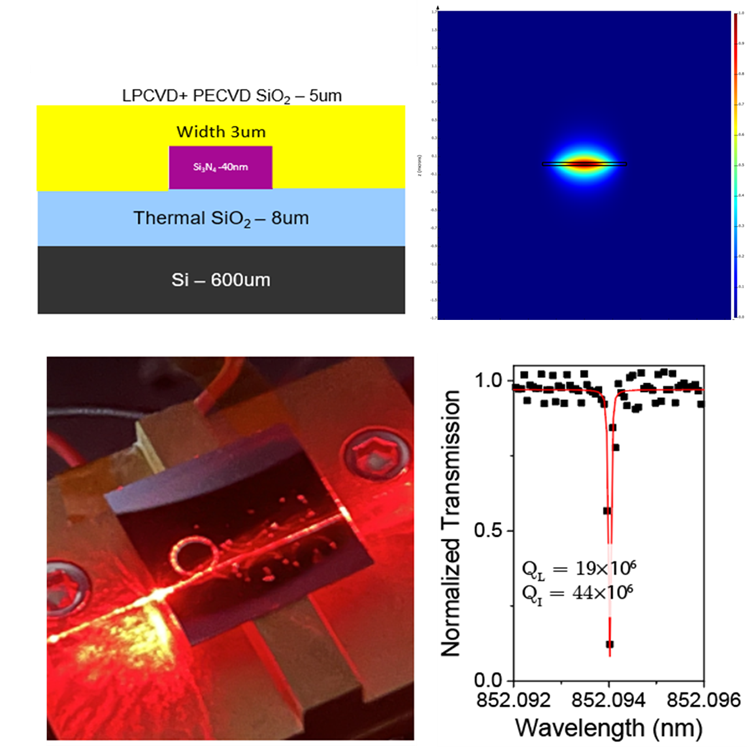 LPCVD+ PECVD SiO₂ – 5um
Width 3um
Si₃N₄ -40nm
Thermal SiO₂ – 8um
Si – 600um
Normalized Transmission
1.0
0.5
0.0
Q_L = 19×10⁶
Q_I = 44×10⁶
852.092 852.094 852.096
Wavelength (nm)